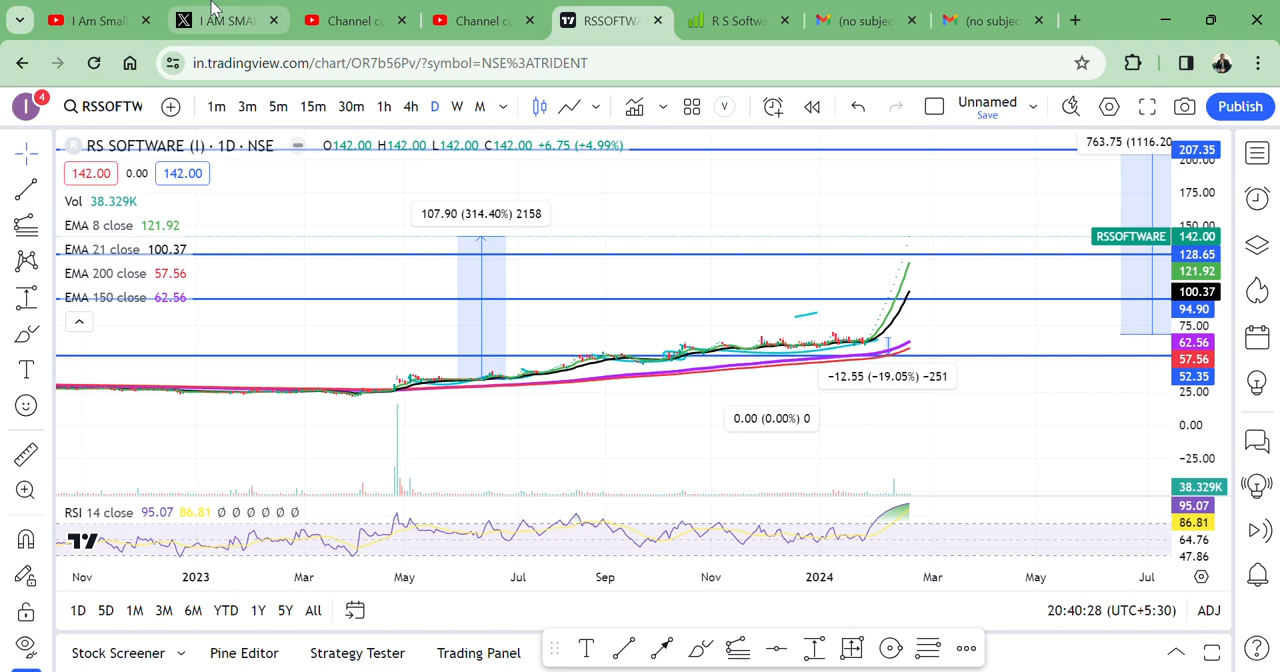 I Am Small
I AM SMAL
Channel co
Channel co
RSSOFTWA
R S Softwa
(no subjec
(no subjec
in.tradingview.com/chart/OR7b56Pv/?symbol=NSE%3ATRIDENT
I 4 RSSOFTW 1m 3m 5m 15m 30m 1h 4h D W M V Unnamed Save Publish
R RS SOFTWARE (I) · 1D · NSE O142.00 H142.00 L142.00 C142.00 +6.75 (+4.99%)
142.00 0.00 142.00
Vol 38.329K
EMA 8 close 121.92
EMA 21 close 100.37
EMA 200 close 57.56
EMA 150 close 62.56
107.90 (314.40%) 2158
763.75 (1116.20
−12.55 (−19.05%) −251
0.00 (0.00%) 0
207.35
200.00
175.00
150.00
RSSOFTWARE 142.00
128.65
121.92
100.37
94.90
75.00
62.56
57.56
52.35
25.00
0.00
−25.00
38.329K
RSI 14 close 95.07 86.81 Ø Ø Ø Ø Ø Ø
95.07
86.81
64.76
47.86
Nov 2023 Mar May Jul Sep Nov 2024 Mar May Jul
1D 5D 1M 3M 6M YTD 1Y 5Y All 20:40:28 (UTC+5:30) ADJ
Stock Screener Pine Editor Strategy Tester Trading Panel